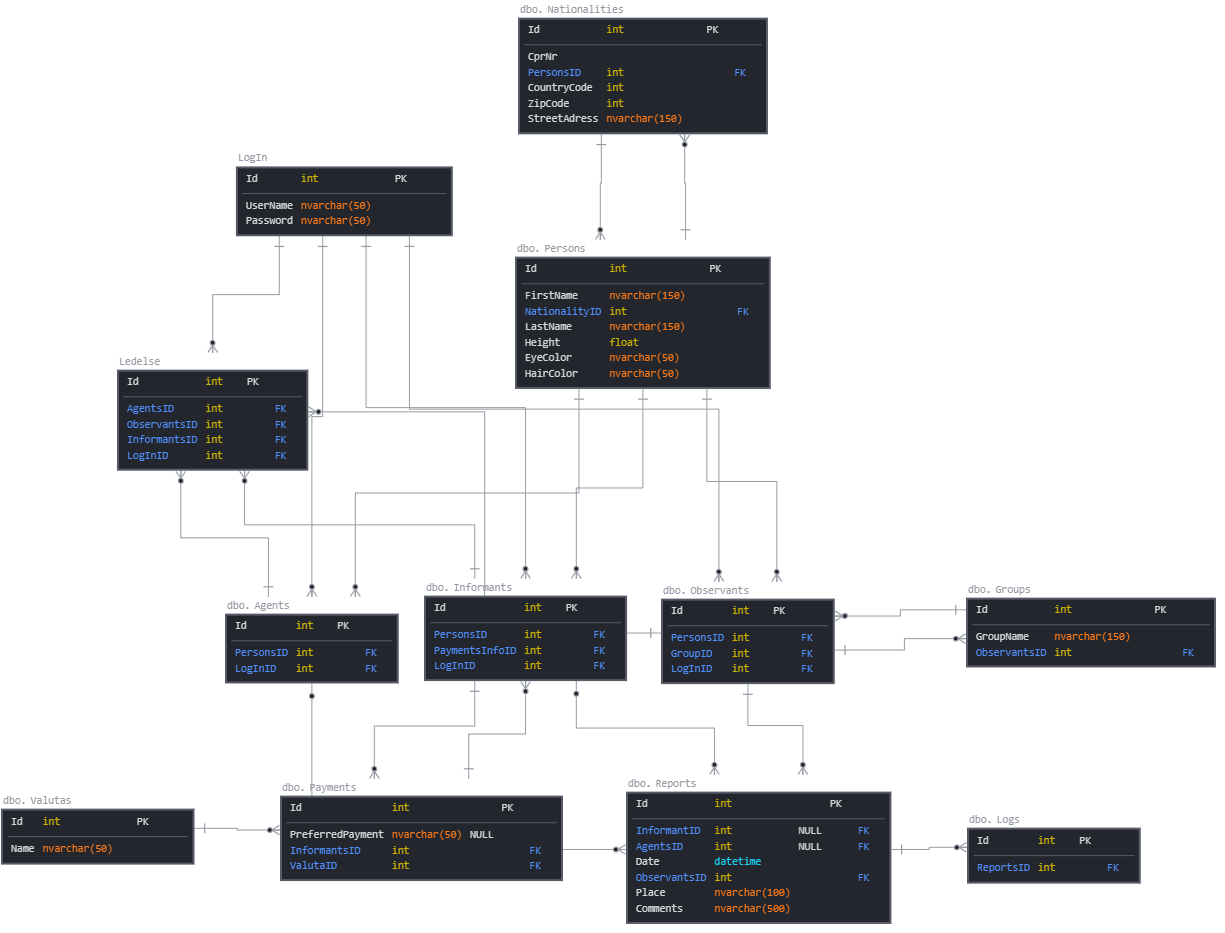 dbo. Nationalities
Id int PK
CprNr
PersonsID int FK
CountryCode int
ZipCode int
StreetAdress nvarchar(150)
LogIn
Id int PK
UserName nvarchar(50)
Password nvarchar(50)
dbo. Persons
Id int PK
FirstName nvarchar(150)
NationalityID int FK
LastName nvarchar(150)
Height float
EyeColor nvarchar(50)
HairColor nvarchar(50)
Ledelse
Id int PK
AgentsID int FK
ObservantsID int FK
InformantsID int FK
LogInID int FK
dbo. Agents
Id int PK
PersonsID int FK
LogInID int FK
dbo. Informants
Id int PK
PersonsID int FK
PaymentsInfoID int FK
LogInID int FK
dbo. Observants
Id int PK
PersonsID int FK
GroupID int FK
LogInID int FK
dbo. Groups
Id int PK
GroupName nvarchar(150)
ObservantsID int FK
dbo. Valutas
Id int PK
Name nvarchar(50)
dbo. Payments
Id int PK
PreferredPayment nvarchar(50) NULL
InformantsID int FK
ValutaID int FK
dbo. Reports
Id int PK
InformantID int NULL FK
AgentsID int NULL FK
Date datetime
ObservantsID int FK
Place nvarchar(100)
Comments nvarchar(500)
dbo. Logs
Id int PK
ReportsID int FK